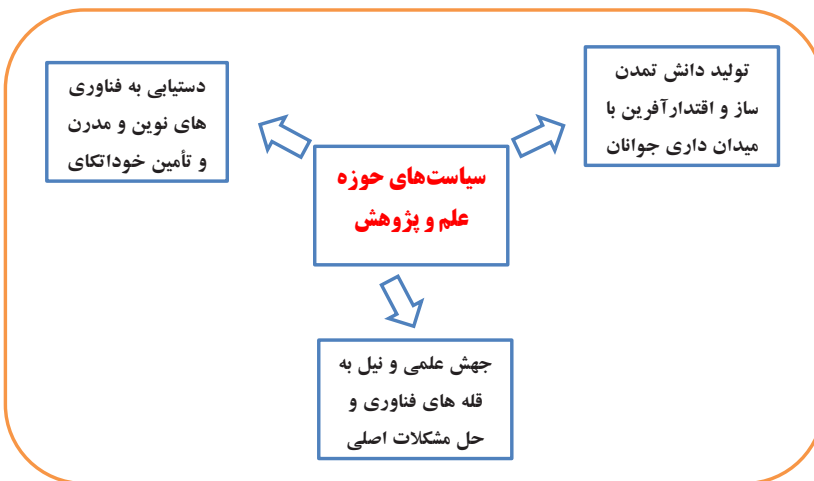 تولید دانش تمدن
ساز و اقتدارآفرین با
میدان داری جوانان
دستیابی به فناوری
های نوین و مدرن
و تأمین خوداتکای
سیاست‌های حوزه
علم و پژوهش
جهش علمی و نیل به
قله های فناوری و
حل مشکلات اصلی